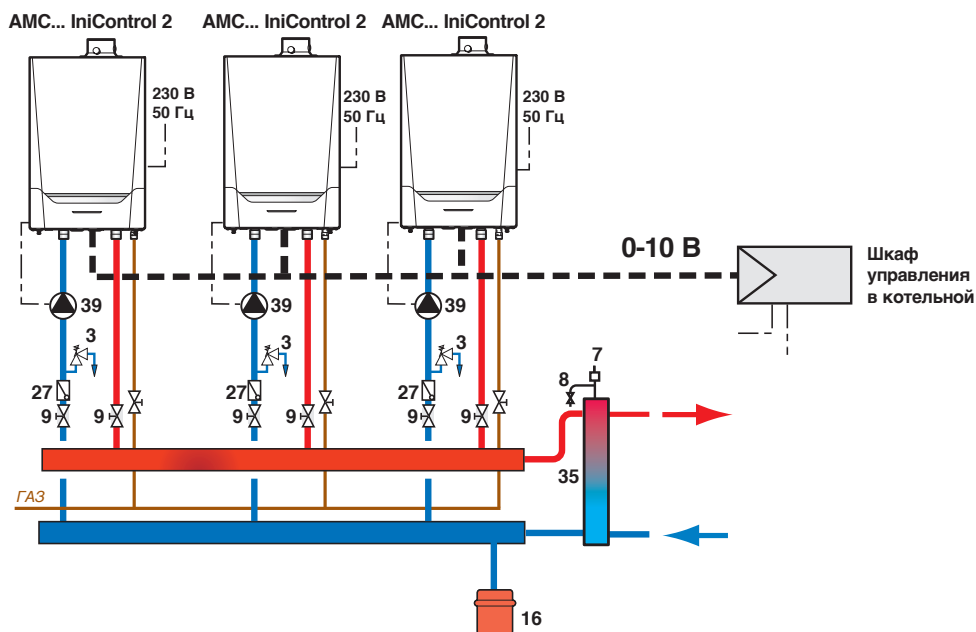 AMC... IniControl 2
AMC... IniControl 2
AMC... IniControl 2
230 В
50 Гц
230 В
50 Гц
230 В
50 Гц
0-10 В
Шкаф
управления
в котельной
39
39
39
3
3
3
7
8
27
27
27
9
9
9
9
9
9
35
ГАЗ
16